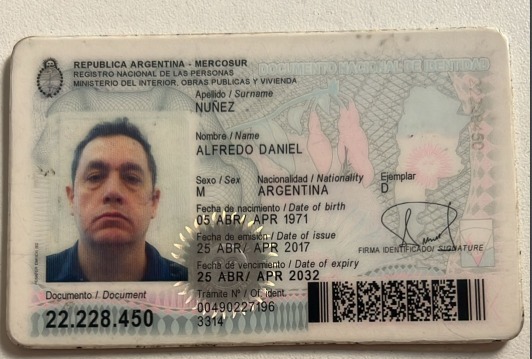 REPUBLICA ARGENTINA - MERCOSUR
REGISTRO NACIONAL DE LAS PERSONAS
MINISTERIO DEL INTERIOR, OBRAS PUBLICAS Y VIVIENDA
DOCUMENTO NACIONAL DE IDENTIDAD
Apellido / Surname
NUÑEZ
Nombre / Name
ALFREDO DANIEL
Sexo / Sex Nacionalidad / Nationality Ejemplar
M ARGENTINA D
Fecha de nacimiento / Date of birth
05 ABR/ APR 1971
Fecha de emisión / Date of issue
25 ABR/ APR 2017
FIRMA IDENTIFICADO/ SIGNATURE
Fecha de vencimiento / Date of expiry
25 ABR/ APR 2032
Documento / Document
22.228.450
Tramite Nº / Of. ident.
00490227196
3314